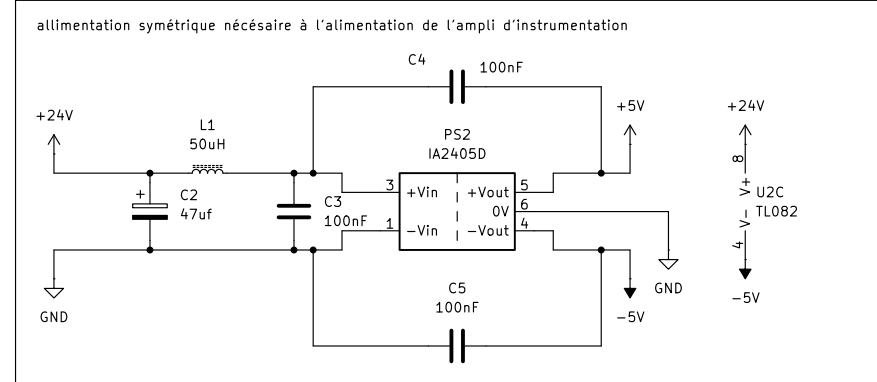 allimentation symétrique nécésaire à l'alimentation de l'ampli d'instrumentation
C4
100nF
+24V
L1
50uH
PS2
IA2405D
+5V
+24V
+
C2
47uf
C3
100nF
3
+Vin
+Vout
5
0V
6
1
-Vin
-Vout
4
8
V+
U2C
TL082
V-
4
GND
C5
100nF
-5V
GND
-5V